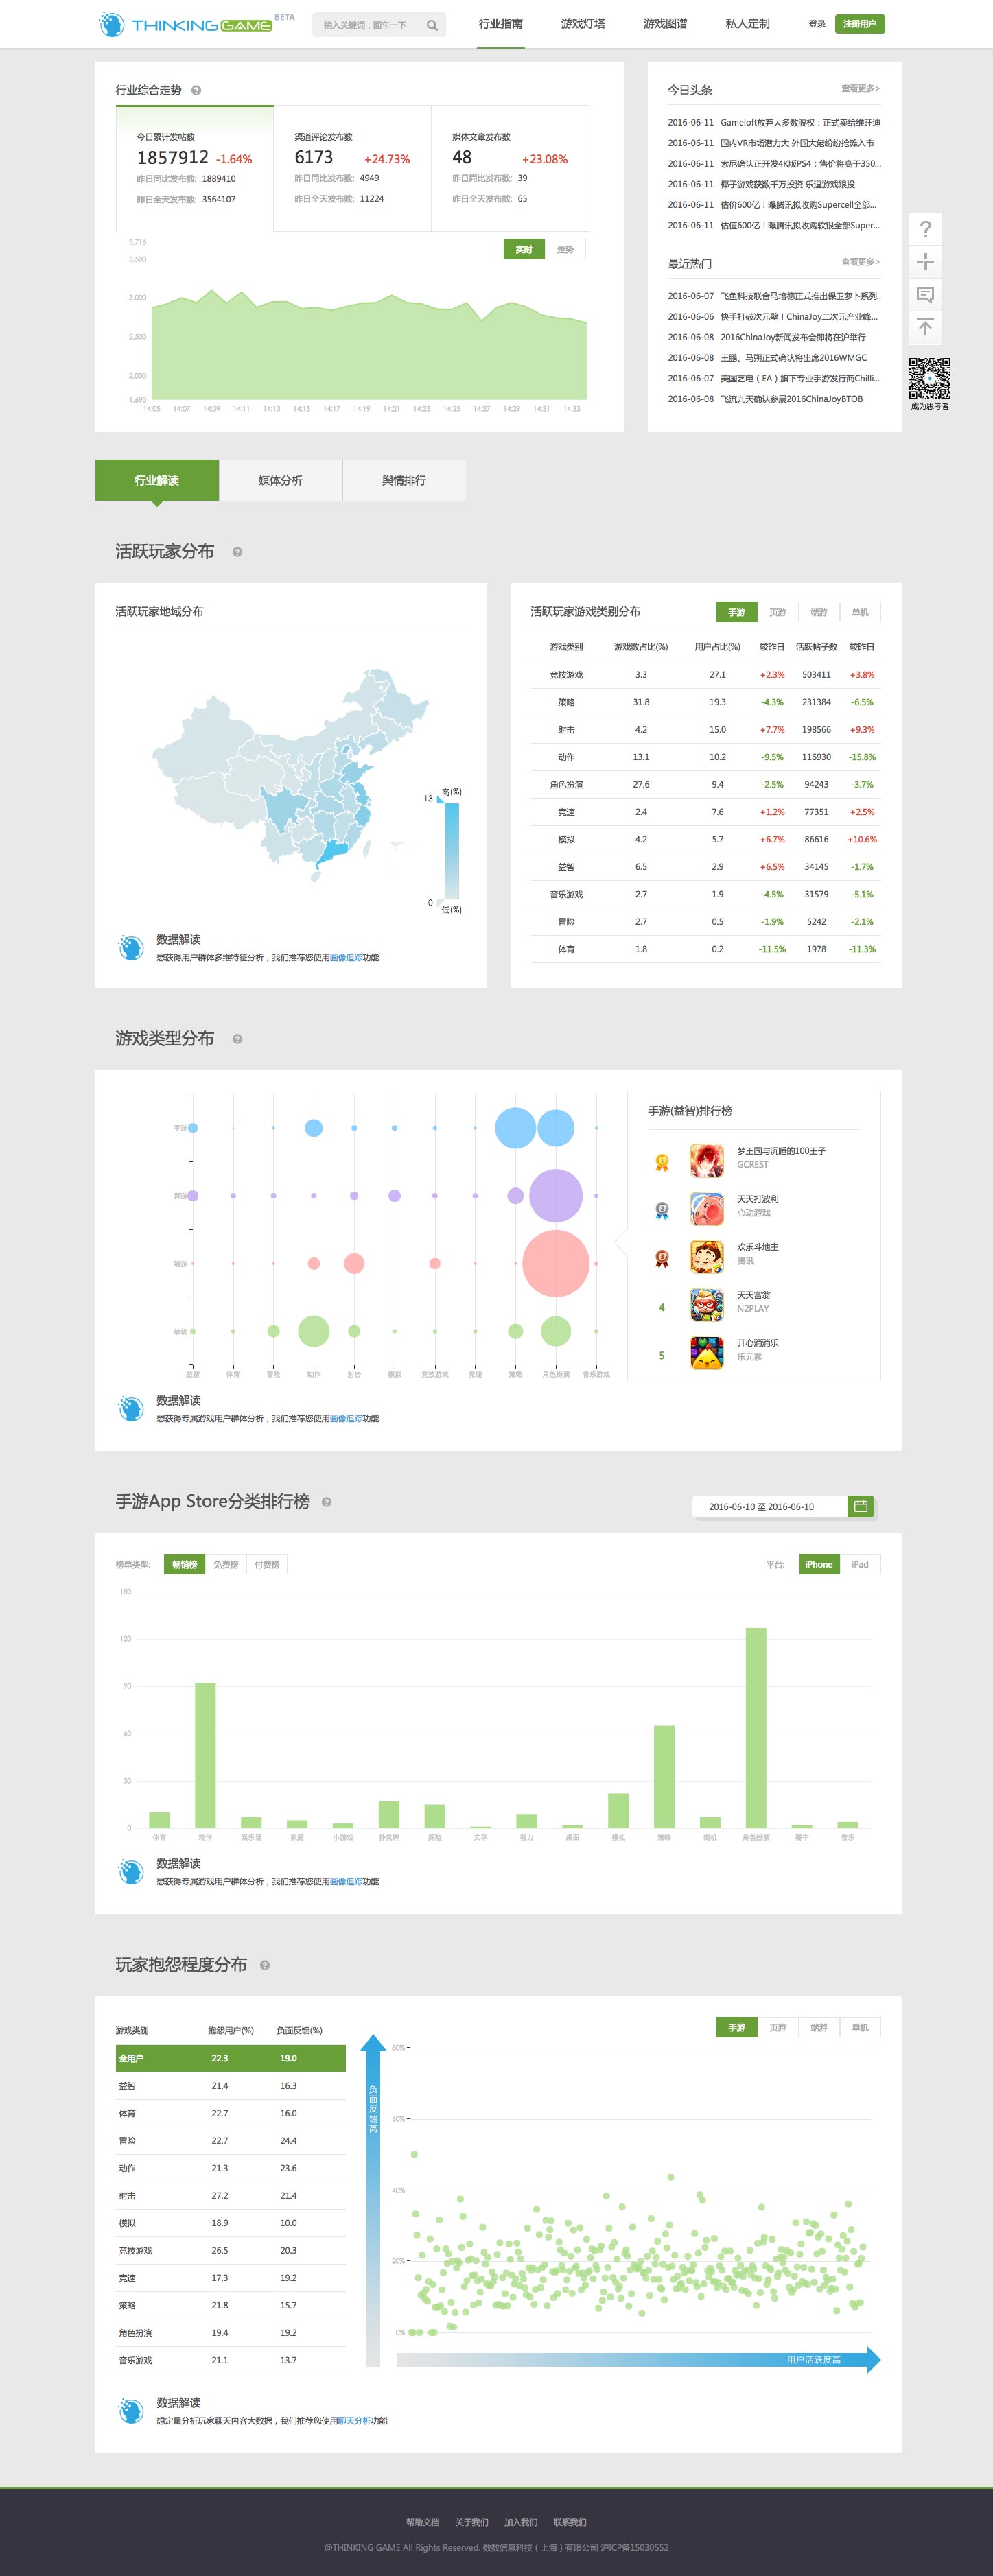 THINKINGGAME BETA
输入关键词，回车一下
行业指南 游戏灯塔 游戏图谱 私人定制
登录 注册用户
行业综合走势
今日累计发帖数
1857912 -1.64%
昨日同比发布数: 1889410
昨日全天发布数: 3564107
渠道评论发布数
6173 +24.73%
昨日同比发布数: 4949
昨日全天发布数: 11224
媒体文章发布数
48 +23.08%
昨日同比发布数: 39
昨日全天发布数: 65
实时 走势
3,716
3,500
3,000
2,500
2,000
1,690
14:05 14:07 14:09 14:11 14:13 14:15 14:17 14:19 14:21 14:23 14:25 14:27 14:29 14:31 14:33
今日头条 查看更多>
2016-06-11 Gameloft放弃大多数股权：正式卖给维旺迪
2016-06-11 国内VR市场潜力大 外国大佬纷纷抢滩入市
2016-06-11 索尼确认正开发4K版PS4：售价将高于350...
2016-06-11 椰子游戏获数千万投资 乐逗游戏跟投
2016-06-11 估价600亿！曝腾讯拟收购Supercell全部...
2016-06-11 估值600亿！曝腾讯拟收购软银全部Super...
最近热门 查看更多>
2016-06-07 飞鱼科技联合马培德正式推出保卫萝卜系列..
2016-06-06 快手打破次元壁！ChinaJoy二次元产业峰...
2016-06-08 2016ChinaJoy新闻发布会即将在沪举行
2016-06-08 王鹏、马朔正式确认将出席2016WMGC
2016-06-07 美国艺电（EA）旗下专业手游发行商Chilli...
2016-06-08 飞流九天确认参展2016ChinaJoyBTOB
成为思考者
行业解读 媒体分析 舆情排行
活跃玩家分布
活跃玩家地域分布
高(%)
13
0
低(%)
数据解读
想获得用户群体多维特征分析，我们推荐您使用画像追踪功能
活跃玩家游戏类别分布
手游 页游 端游 单机
游戏类别 游戏数占比(%) 用户占比(%) 较昨日 活跃帖子数 较昨日
竞技游戏 3.3 27.1 +2.3% 503411 +3.8%
策略 31.8 19.3 -4.3% 231384 -6.5%
射击 4.2 15.0 +7.7% 198566 +9.3%
动作 13.1 10.2 -9.5% 116930 -15.8%
角色扮演 27.6 9.4 -2.5% 94243 -3.7%
竞速 2.4 7.6 +1.2% 77351 +2.5%
模拟 4.2 5.7 +6.7% 86616 +10.6%
益智 6.5 2.9 +6.5% 34145 -1.7%
音乐游戏 2.7 1.9 -4.5% 31579 -5.1%
冒险 2.7 0.5 -1.9% 5242 -2.1%
体育 1.8 0.2 -11.5% 1978 -11.3%
游戏类型分布
手游
页游
端游
单机
益智 体育 冒险 动作 射击 模拟 竞技游戏 竞速 策略 角色扮演 音乐游戏
手游(益智)排行榜
梦王国与沉睡的100王子
GCREST
天天打波利
心动游戏
欢乐斗地主
腾讯
4 天天富翁
N2PLAY
5 开心消消乐
乐元素
数据解读
想获得专属游戏用户群体分析，我们推荐您使用画像追踪功能
手游App Store分类排行榜
2016-06-10 至 2016-06-10
榜单类型: 畅销榜 免费榜 付费榜
平台: iPhone iPad
150
120
90
60
30
0
体育 动作 娱乐场 家庭 小游戏 扑克牌 探险 文字 智力 桌面 模拟 策略 街机 角色扮演 赛车 音乐
数据解读
想获得专属游戏用户群体分析，我们推荐您使用画像追踪功能
玩家抱怨程度分布
游戏类别 抱怨用户(%) 负面反馈(%)
全用户 22.3 19.0
益智 21.4 16.3
体育 22.7 16.0
冒险 22.7 24.4
动作 21.3 23.6
射击 27.2 21.4
模拟 18.9 10.0
竞技游戏 26.5 20.3
竞速 17.3 19.2
策略 21.8 15.7
角色扮演 19.4 19.2
音乐游戏 21.1 13.7
手游 页游 端游 单机
负面反馈高
80%
60%
40%
20%
0%
用户活跃度高
数据解读
想定量分析玩家聊天内容大数据，我们推荐您使用聊天分析功能
帮助文档 关于我们 加入我们 联系我们
@THINKING GAME All Rights Reserved. 数数信息科技（上海）有限公司 沪ICP备15030552